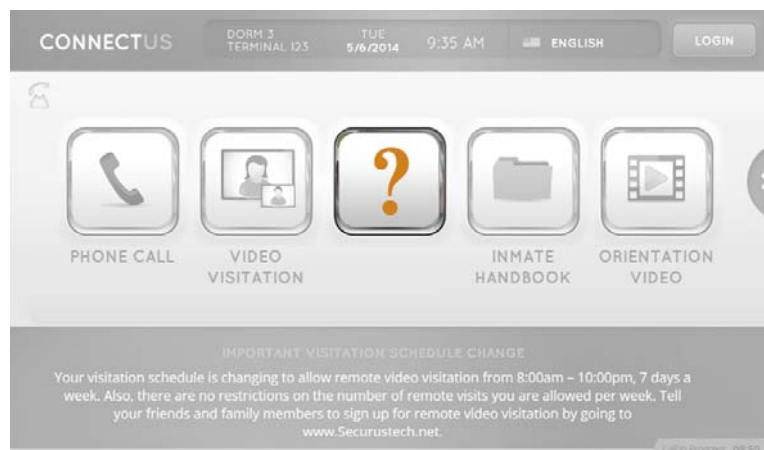 CONNECTUS
DORM 3
TERMINAL 123
TUE
5/6/2014
9:35 AM
ENGLISH
LOGIN
?
PHONE CALL
VIDEO
VISITATION
INMATE
HANDBOOK
ORIENTATION
VIDEO
IMPORTANT VISITATION SCHEDULE CHANGE
Your visitation schedule is changing to allow remote video visitation from 8:00am – 10:00pm, 7 days a
week. Also, there are no restrictions on the number of remote visits you are allowed per week. Tell
your friends and family members to sign up for remote video visitation by going to
www.Securustech.net.